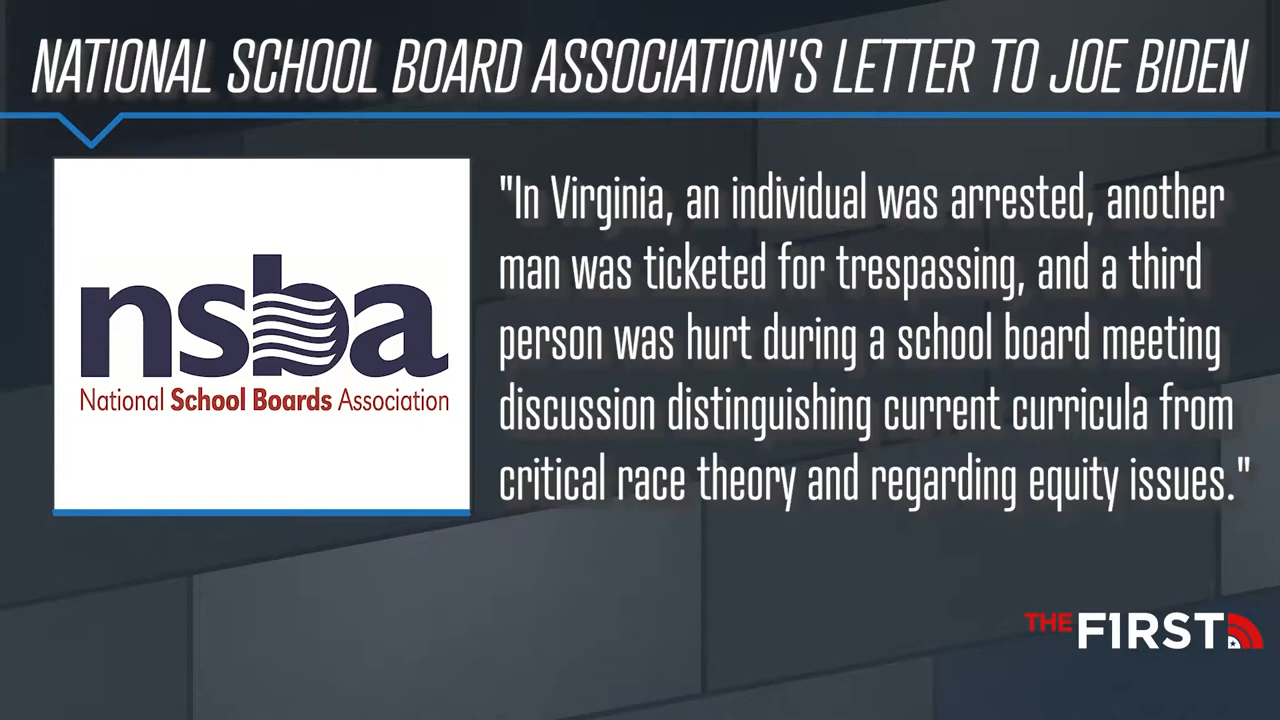 NATIONAL SCHOOL BOARD ASSOCIATION'S LETTER TO JOE BIDEN
nsba
National School Boards Association
"In Virginia, an individual was arrested, another
man was ticketed for trespassing, and a third
person was hurt during a school board meeting
discussion distinguishing current curricula from
critical race theory and regarding equity issues."
THE F1RST